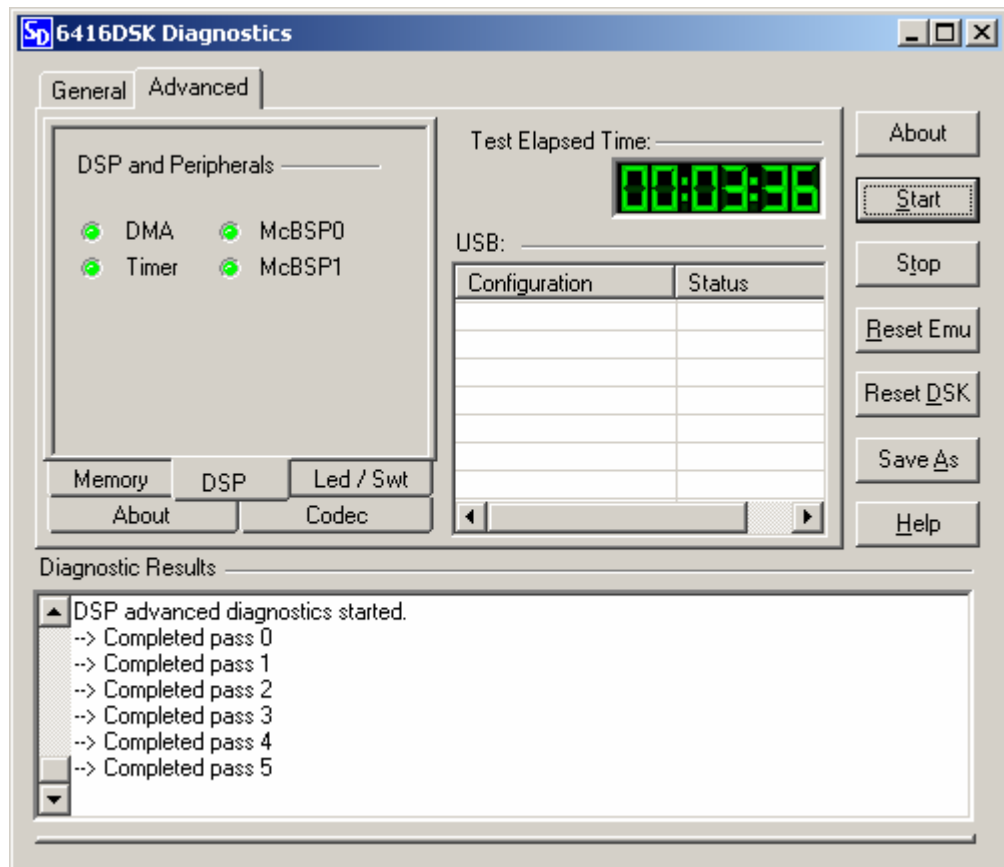 SD 6416DSK Diagnostics
General Advanced
DSP and Peripherals
DMA McBSP0
Timer McBSP1
Memory DSP Led / Swt
About Codec
Test Elapsed Time:
00:03:36
USB:
Configuration Status
About
Start
Stop
Reset Emu
Reset DSK
Save As
Help
Diagnostic Results
DSP advanced diagnostics started.
--> Completed pass 0
--> Completed pass 1
--> Completed pass 2
--> Completed pass 3
--> Completed pass 4
--> Completed pass 5